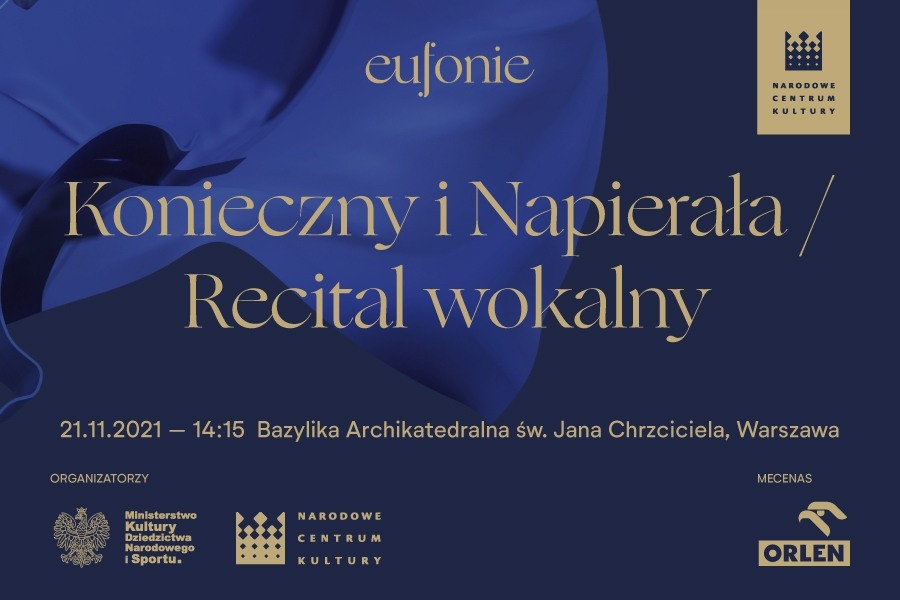 eufonie
NARODOWE
CENTRUM
KULTURY
Konieczny i Napierała /
Recital wokalny
21.11.2021 — 14:15 Bazylika Archikatedralna św. Jana Chrzciciela, Warszawa
ORGANIZATORZY
MECENAS
Ministerstwo
Kultury
Dziedzictwa
Narodowego
i Sportu.
NARODOWE
CENTRUM
KULTURY
ORLEN